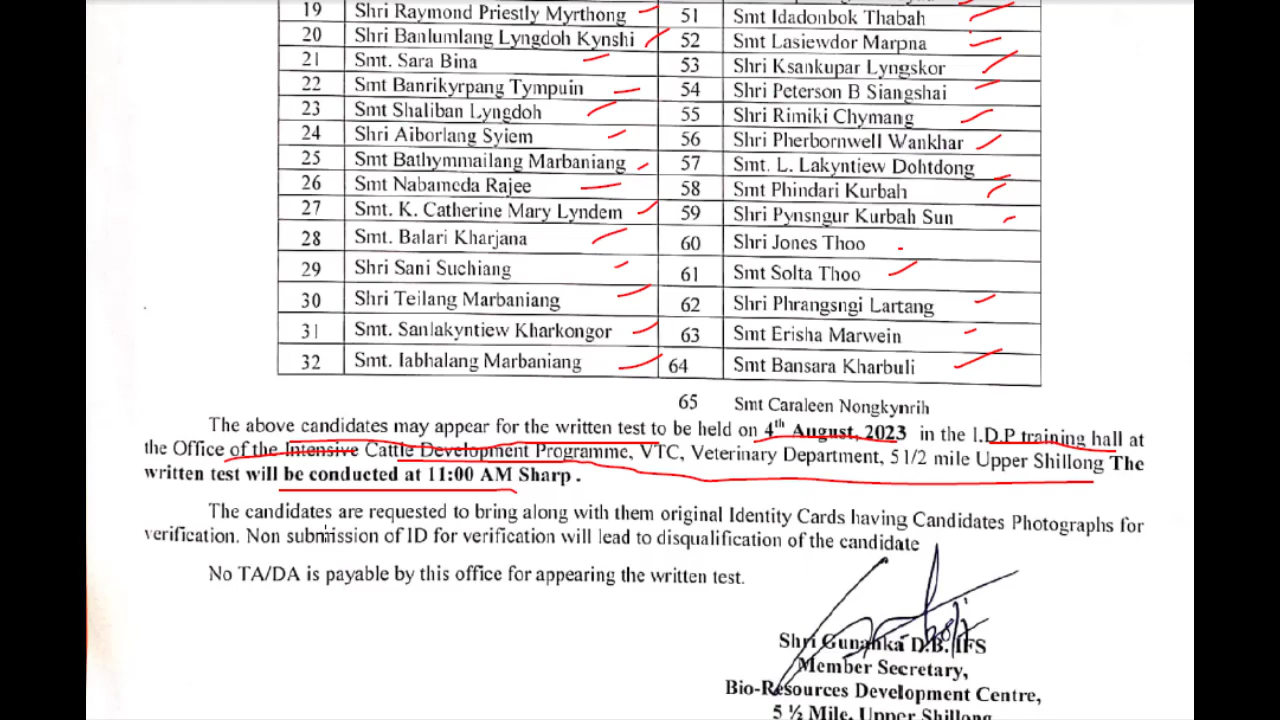 19 Shri Raymond Priestly Myrthong 51 Smt Idadonbok Thabah
20 Shri Banlumlang Lyngdoh Kynshi 52 Smt Lasiewdor Marpna
21 Smt. Sara Bina 53 Shri Ksankupar Lyngskor
22 Smt Banrikyrpang Tympuin 54 Shri Peterson B Siangshai
23 Smt Shaliban Lyngdoh 55 Shri Rimiki Chymang
24 Shri Aiborlang Syiem 56 Shri Pherbornwell Wankhar
25 Smt Bathymmailang Marbaniang 57 Smt. L. Lakyntiew Dohtdong
26 Smt Nabameda Rajee 58 Smt Phindari Kurbah
27 Smt. K. Catherine Mary Lyndem 59 Shri Pynsngur Kurbah Sun
28 Smt. Balari Kharjana 60 Shri Jones Thoo
29 Shri Sani Suchiang 61 Smt Solta Thoo
30 Shri Teilang Marbaniang 62 Shri Phrangsngi Lartang
31 Smt. Sanlakyntiew Kharkongor 63 Smt Erisha Marwein
32 Smt. Iabhalang Marbaniang 64 Smt Bansara Kharbuli
65 Smt Caraleen Nongkynrih
The above candidates may appear for the written test to be held on 4th August, 2023 in the I.D.P training hall at
the Office of the Intensive Cattle Development Programme, VTC, Veterinary Department, 5 1/2 mile Upper Shillong The
written test will be conducted at 11:00 AM Sharp .
The candidates are requested to bring along with them original Identity Cards having Candidates Photographs for
verification. Non submission of ID for verification will lead to disqualification of the candidate
No TA/DA is payable by this office for appearing the written test.
Shri Gunanka D.B. IFS
Member Secretary,
Bio-Resources Development Centre,
5 ½ Mile, Upper Shillong